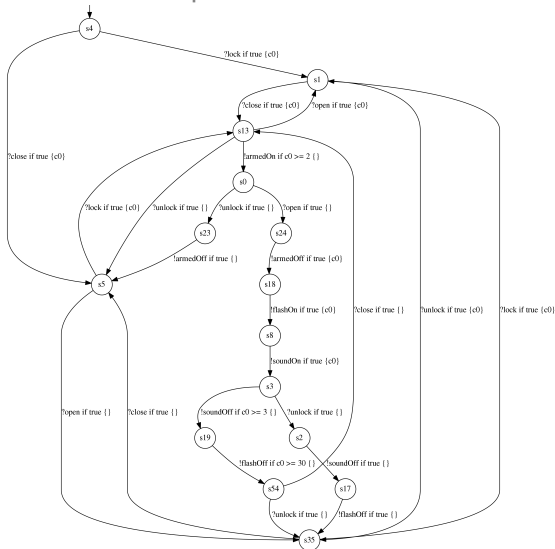 s4
?lock if true {c0}
s1
?close if true {c0}
?open if true {c0}
s13
?close if true {c0}
!armedOn if c0 >= 2 {}
s0
?lock if true {c0}
?unlock if true {}
?unlock if true {}
?open if true {}
s23
s24
!armedOff if true {}
!armedOff if true {c0}
s5
s18
!flashOn if true {c0}
?close if true {}
?unlock if true {c0}
?lock if true {c0}
s8
!soundOn if true {c0}
s3
?open if true {}
?close if true {}
!soundOff if c0 >= 3 {}
?unlock if true {}
s19
s2
!flashOff if c0 >= 30 {}
!soundOff if true {}
s54
s17
?unlock if true {}
!flashOff if true {}
s35